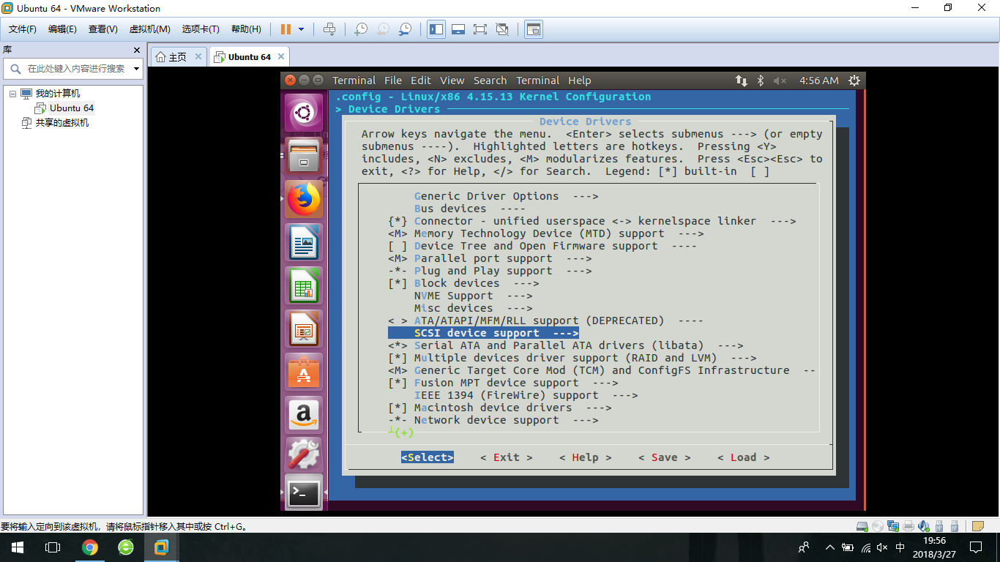 Ubuntu 64 - VMware Workstation
文件(F) 编辑(E) 查看(V) 虚拟机(M) 选项卡(T) 帮助(H)
库
在此处键入内容进行搜索
我的计算机
Ubuntu 64
共享的虚拟机
主页
Ubuntu 64
Terminal File Edit View Search Terminal Help
4:56 AM
.config - Linux/x86 4.15.13 Kernel Configuration
> Device Drivers
Device Drivers
Arrow keys navigate the menu.  <Enter> selects submenus ---> (or empty
submenus ----).  Highlighted letters are hotkeys.  Pressing <Y>
includes, <N> excludes, <M> modularizes features.  Press <Esc><Esc> to
exit, <?> for Help, </> for Search.  Legend: [*] built-in  [ ]
Generic Driver Options  --->
Bus devices  ----
{*} Connector - unified userspace <-> kernelspace linker  --->
<M> Memory Technology Device (MTD) support  --->
[ ] Device Tree and Open Firmware support  ----
<M> Parallel port support  --->
-*- Plug and Play support  --->
[*] Block devices  --->
NVME Support  --->
Misc devices  --->
< > ATA/ATAPI/MFM/RLL support (DEPRECATED)  ----
SCSI device support  --->
<*> Serial ATA and Parallel ATA drivers (libata)  --->
[*] Multiple devices driver support (RAID and LVM)  --->
<M> Generic Target Core Mod (TCM) and ConfigFS Infrastructure  --
[*] Fusion MPT device support  --->
IEEE 1394 (FireWire) support  --->
[*] Macintosh device drivers  --->
-*- Network device support  --->
┴(+)
<Select>    < Exit >    < Help >    < Save >    < Load >
要将输入定向到该虚拟机，请将鼠标指针移入其中或按 Ctrl+G。
中
19:56
2018/3/27